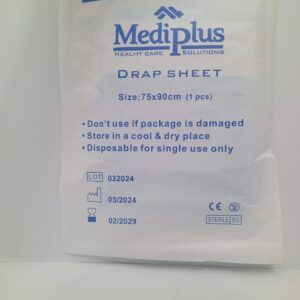 Mediplus
HEALHT CARE SOLUTIONS
DRAP SHEET
Size:75x90cm (1 pcs)
• Don't use if package is damaged
• Store in a cool & dry place
• Disposable for single use only
LOT 032024
03/2024
02/2029
CE
STERILE EO